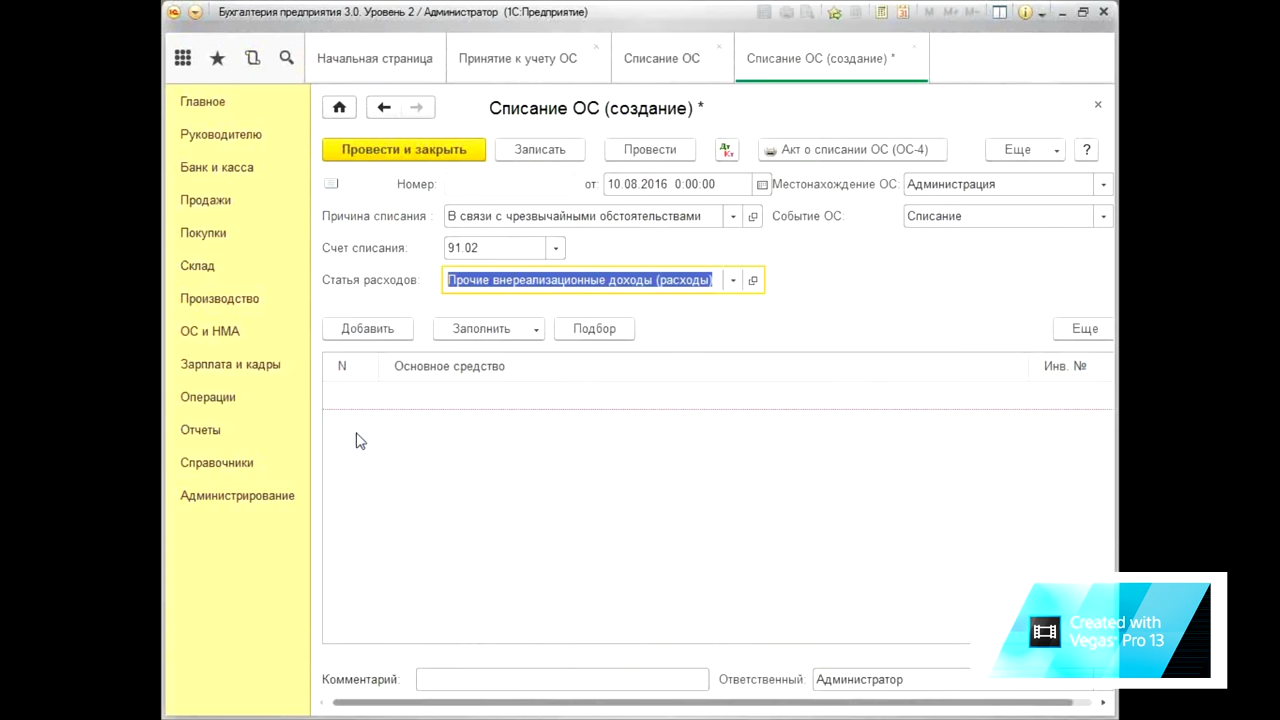 Бухгалтерия предприятия 3.0. Уровень 2 / Администратор (1С:Предприятие)
M M+ M-
Начальная страница
Принятие к учету ОС
Списание ОС
Списание ОС (создание) *
Главное
Руководителю
Банк и касса
Продажи
Покупки
Склад
Производство
ОС и НМА
Зарплата и кадры
Операции
Отчеты
Справочники
Администрирование
Списание ОС (создание) *
Провести и закрыть
Записать
Провести
Дт Кт
Акт о списании ОС (ОС-4)
Еще
?
Номер:
от: 10.08.2016 0:00:00
Местонахождение ОС: Администрация
Причина списания : В связи с чрезвычайными обстоятельствами
Событие ОС: Списание
Счет списания: 91.02
Статья расходов: Прочие внереализационные доходы (расходы)
Добавить
Заполнить
Подбор
Еще
N
Основное средство
Инв. №
Комментарий:
Ответственный: Администратор
Created with
Vegas Pro 13